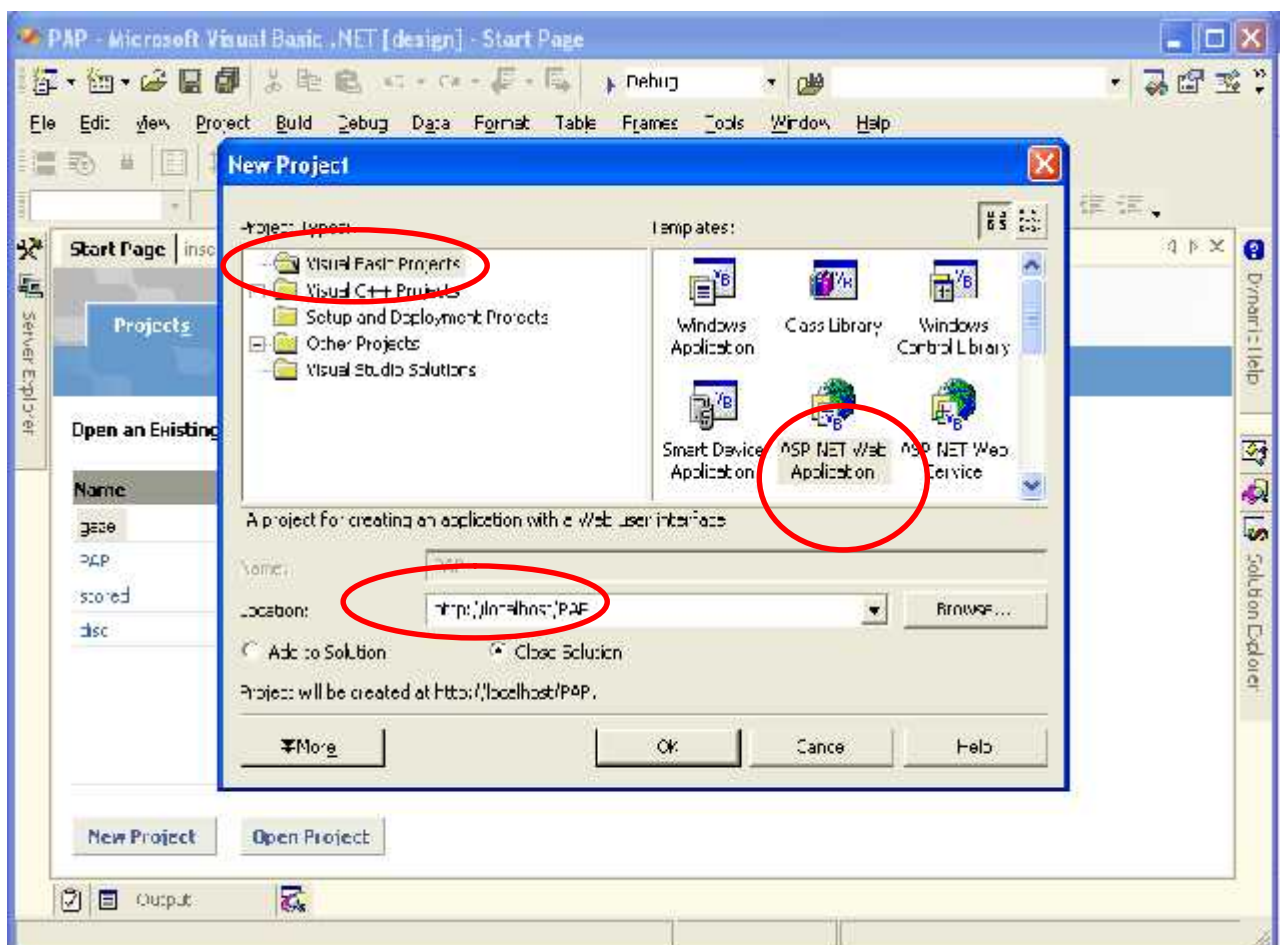 PAP - Microsoft Visual Basic .NET [design] - Start Page
Debug
File Edit View Project Build Debug Data Format Table Frames Tools Window Help
New Project
Project Types:
Templates:
Start Page
Visual Basic Projects
Visual C++ Projects
Setup and Deployment Projects
Other Projects
Visual Studio Solutions
Windows Application
Class Library
Windows Control Library
Smart Device Application
ASP.NET Web Application
ASP.NET Web Service
Server Explorer
Projects
Dynamic Help
Open an Existing
Name
PAP
stored
disc
A project for creating an application with a Web user interface
Name:
PAP
Location:
http://localhost/PAP
Browse...
Add to Solution
Close Solution
Project will be created at http://localhost/PAP.
More
OK
Cancel
Help
Solution Explorer
New Project
Open Project
Output